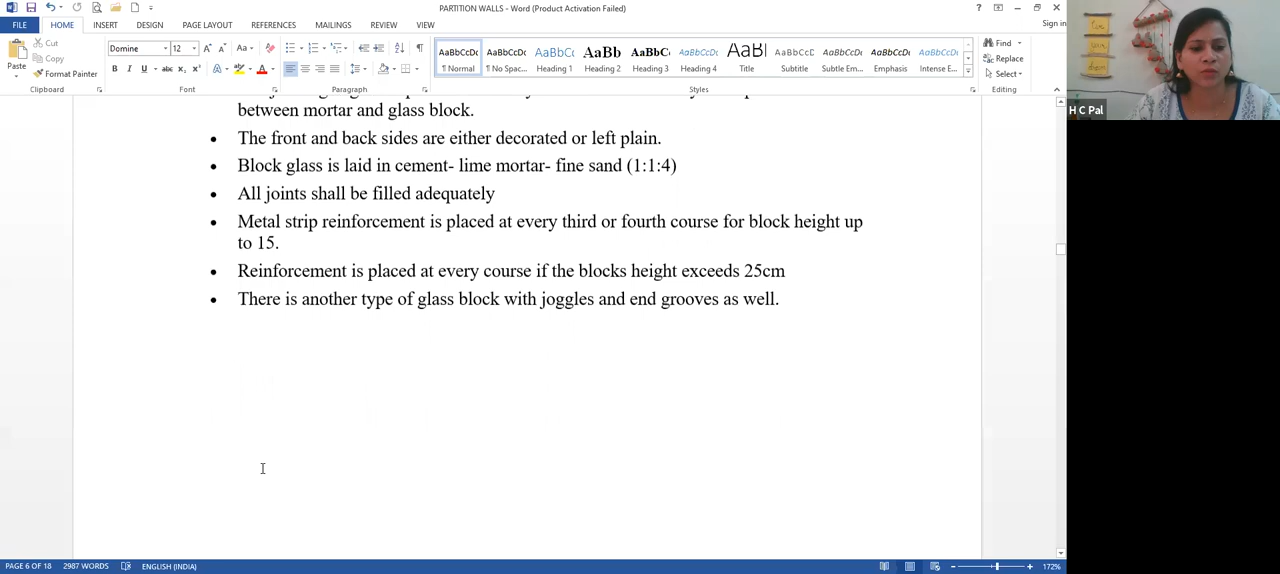 PARTITION WALLS - Word (Product Activation Failed)
FILE HOME INSERT DESIGN PAGE LAYOUT REFERENCES MAILINGS REVIEW VIEW Sign in
Cut
Copy
Format Painter
Paste
Clipboard
Domine 12
Font
Paragraph
AaBbCcDc AaBbCcDc AaBbCc AaBb AaBbCc AaBbCcDc AaBl AaBbCcDc AaBbCcDc AaBbCcDc AaBbCcDc
¶ Normal ¶ No Spac... Heading 1 Heading 2 Heading 3 Heading 4 Title Subtitle Subtle Em... Emphasis Intense E...
Styles
Find
Replace
Select
Editing
H C Pal
between mortar and glass block.
• The front and back sides are either decorated or left plain.
• Block glass is laid in cement- lime mortar- fine sand (1:1:4)
• All joints shall be filled adequately
• Metal strip reinforcement is placed at every third or fourth course for block height up
to 15.
• Reinforcement is placed at every course if the blocks height exceeds 25cm
• There is another type of glass block with joggles and end grooves as well.
PAGE 6 OF 18 2987 WORDS ENGLISH (INDIA) 172%